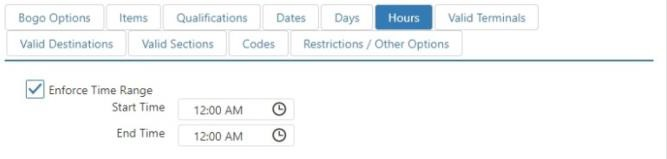 Bogo Options Items Qualifications Dates Days Hours Valid Terminals
Valid Destinations Valid Sections Codes Restrictions / Other Options
Enforce Time Range
Start Time 12:00 AM
End Time 12:00 AM